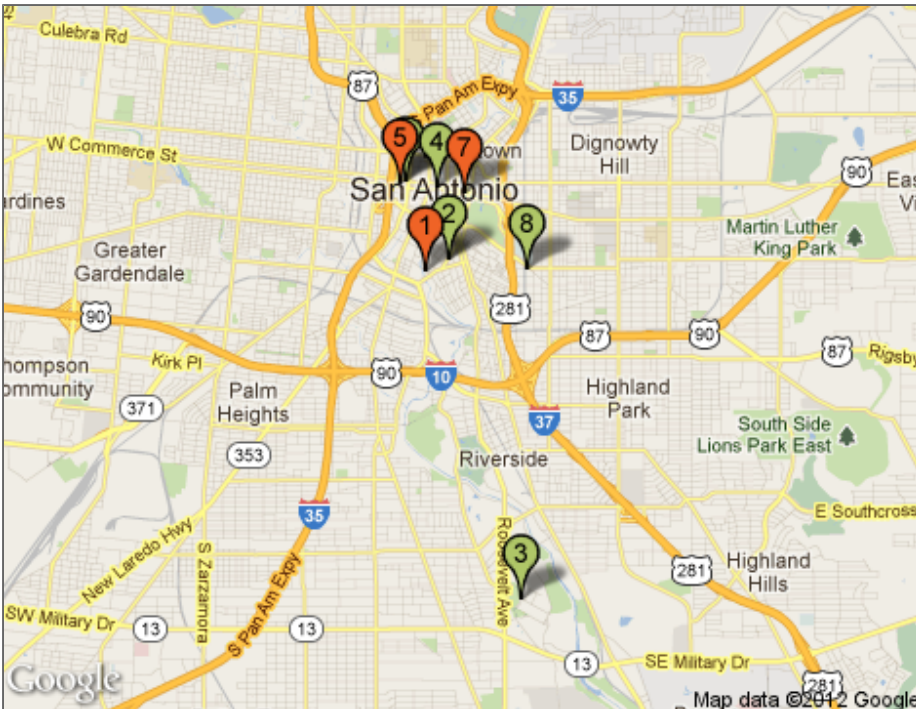 Culebra Rd
87
Pan Am Expy
35
W Commerce St
5
4
7
own
Dignowty
Hill
90
Eas
Vi
San Antonio
ardines
1
2
8
Martin Luther
King Park
Greater
Gardendale
281
90
87
90
87
Rigsby
hompson
ommunity
Kirk Pl
90
10
Palm
Heights
Highland
Park
371
37
South Side
Lions Park East
353
Riverside
35
E Southcross
New Laredo Hwy
S Zarzamora
Roosevelt Ave
3
281
Highland
Hills
SW Military Dr
13
S Pan Am Expy
13
13
SE Military Dr
281
Google
Map data ©2012 Google